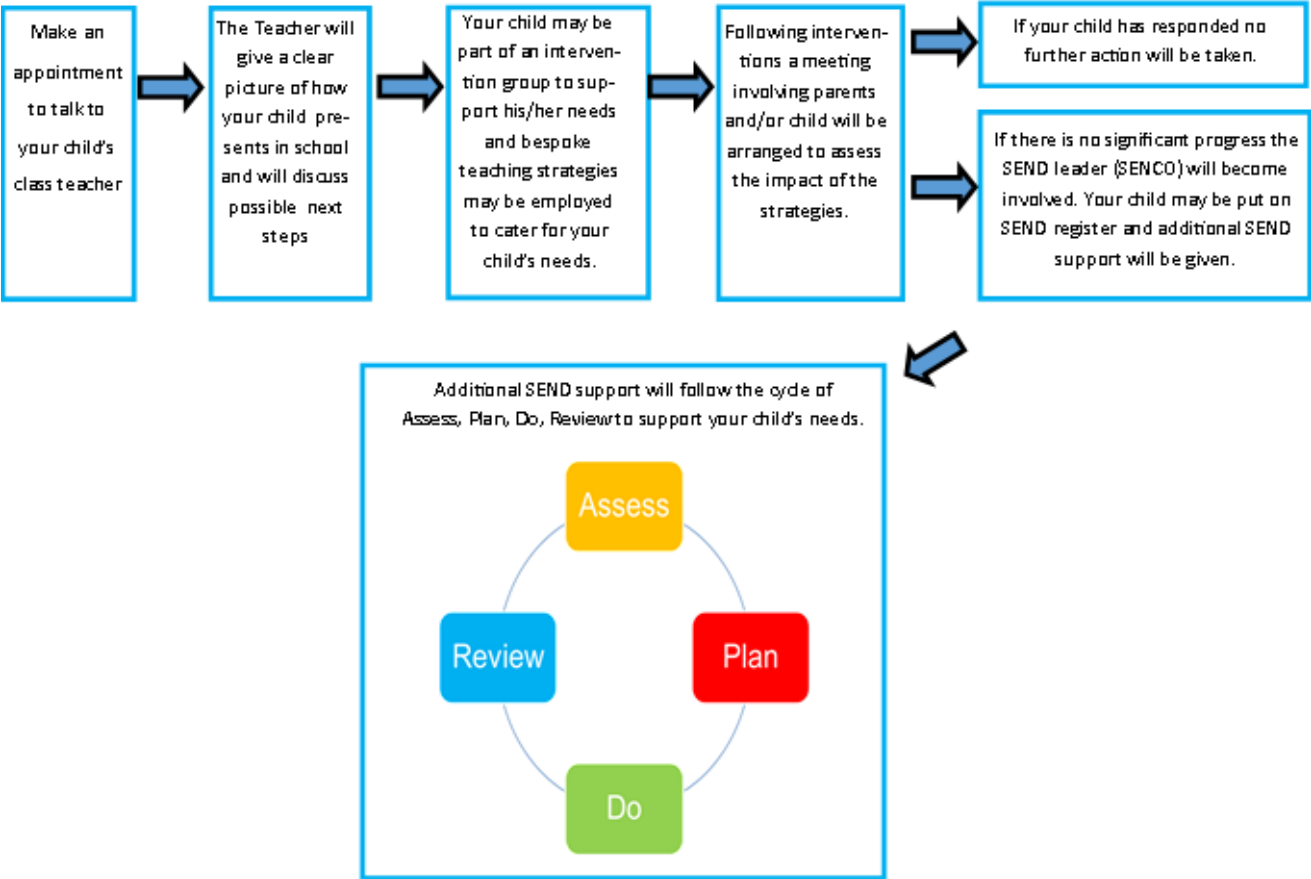 Make an
appointment
to talk to
your child's
class teacher
The Teacher will
give a clear
picture of how
your child pre-
sents in school
and will discuss
possible next
steps
Your child may be
part of an interven-
tion group to sup-
port his/her needs
and bespoke
teaching strategies
may be employed
to cater for your
child's needs.
Following interven-
tions a meeting
involving parents
and/or child will be
arranged to assess
the impact of the
strategies.
If your child has responded no
further action will be taken.
If there is no significant progress the
SEND leader (SENCO) will become
involved. Your child may be put on
SEND register and additional SEND
support will be given.
Additional SEND support will follow the cycle of
Assess, Plan, Do, Review to support your child's needs.
Assess
Plan
Do
Review